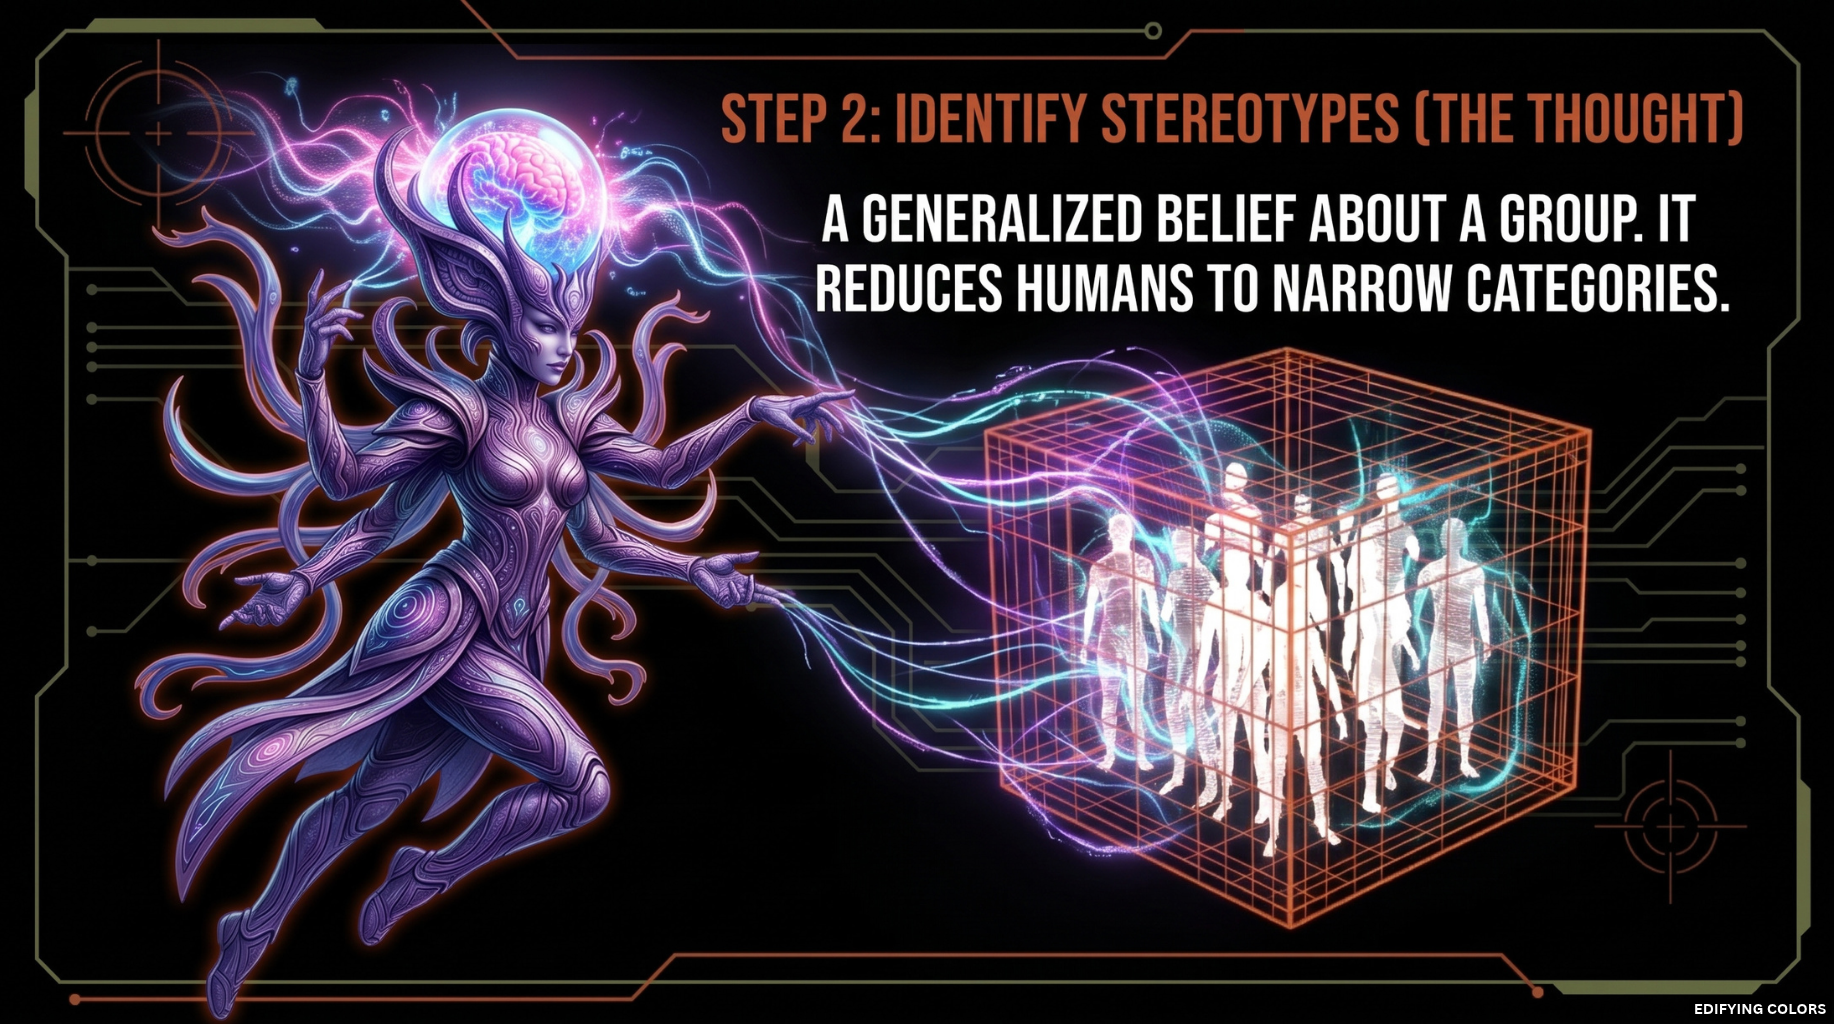 STEP 2: IDENTIFY STEREOTYPES (THE THOUGHT)
A GENERALIZED BELIEF ABOUT A GROUP. IT
REDUCES HUMANS TO NARROW CATEGORIES.
EDIFYING COLORS